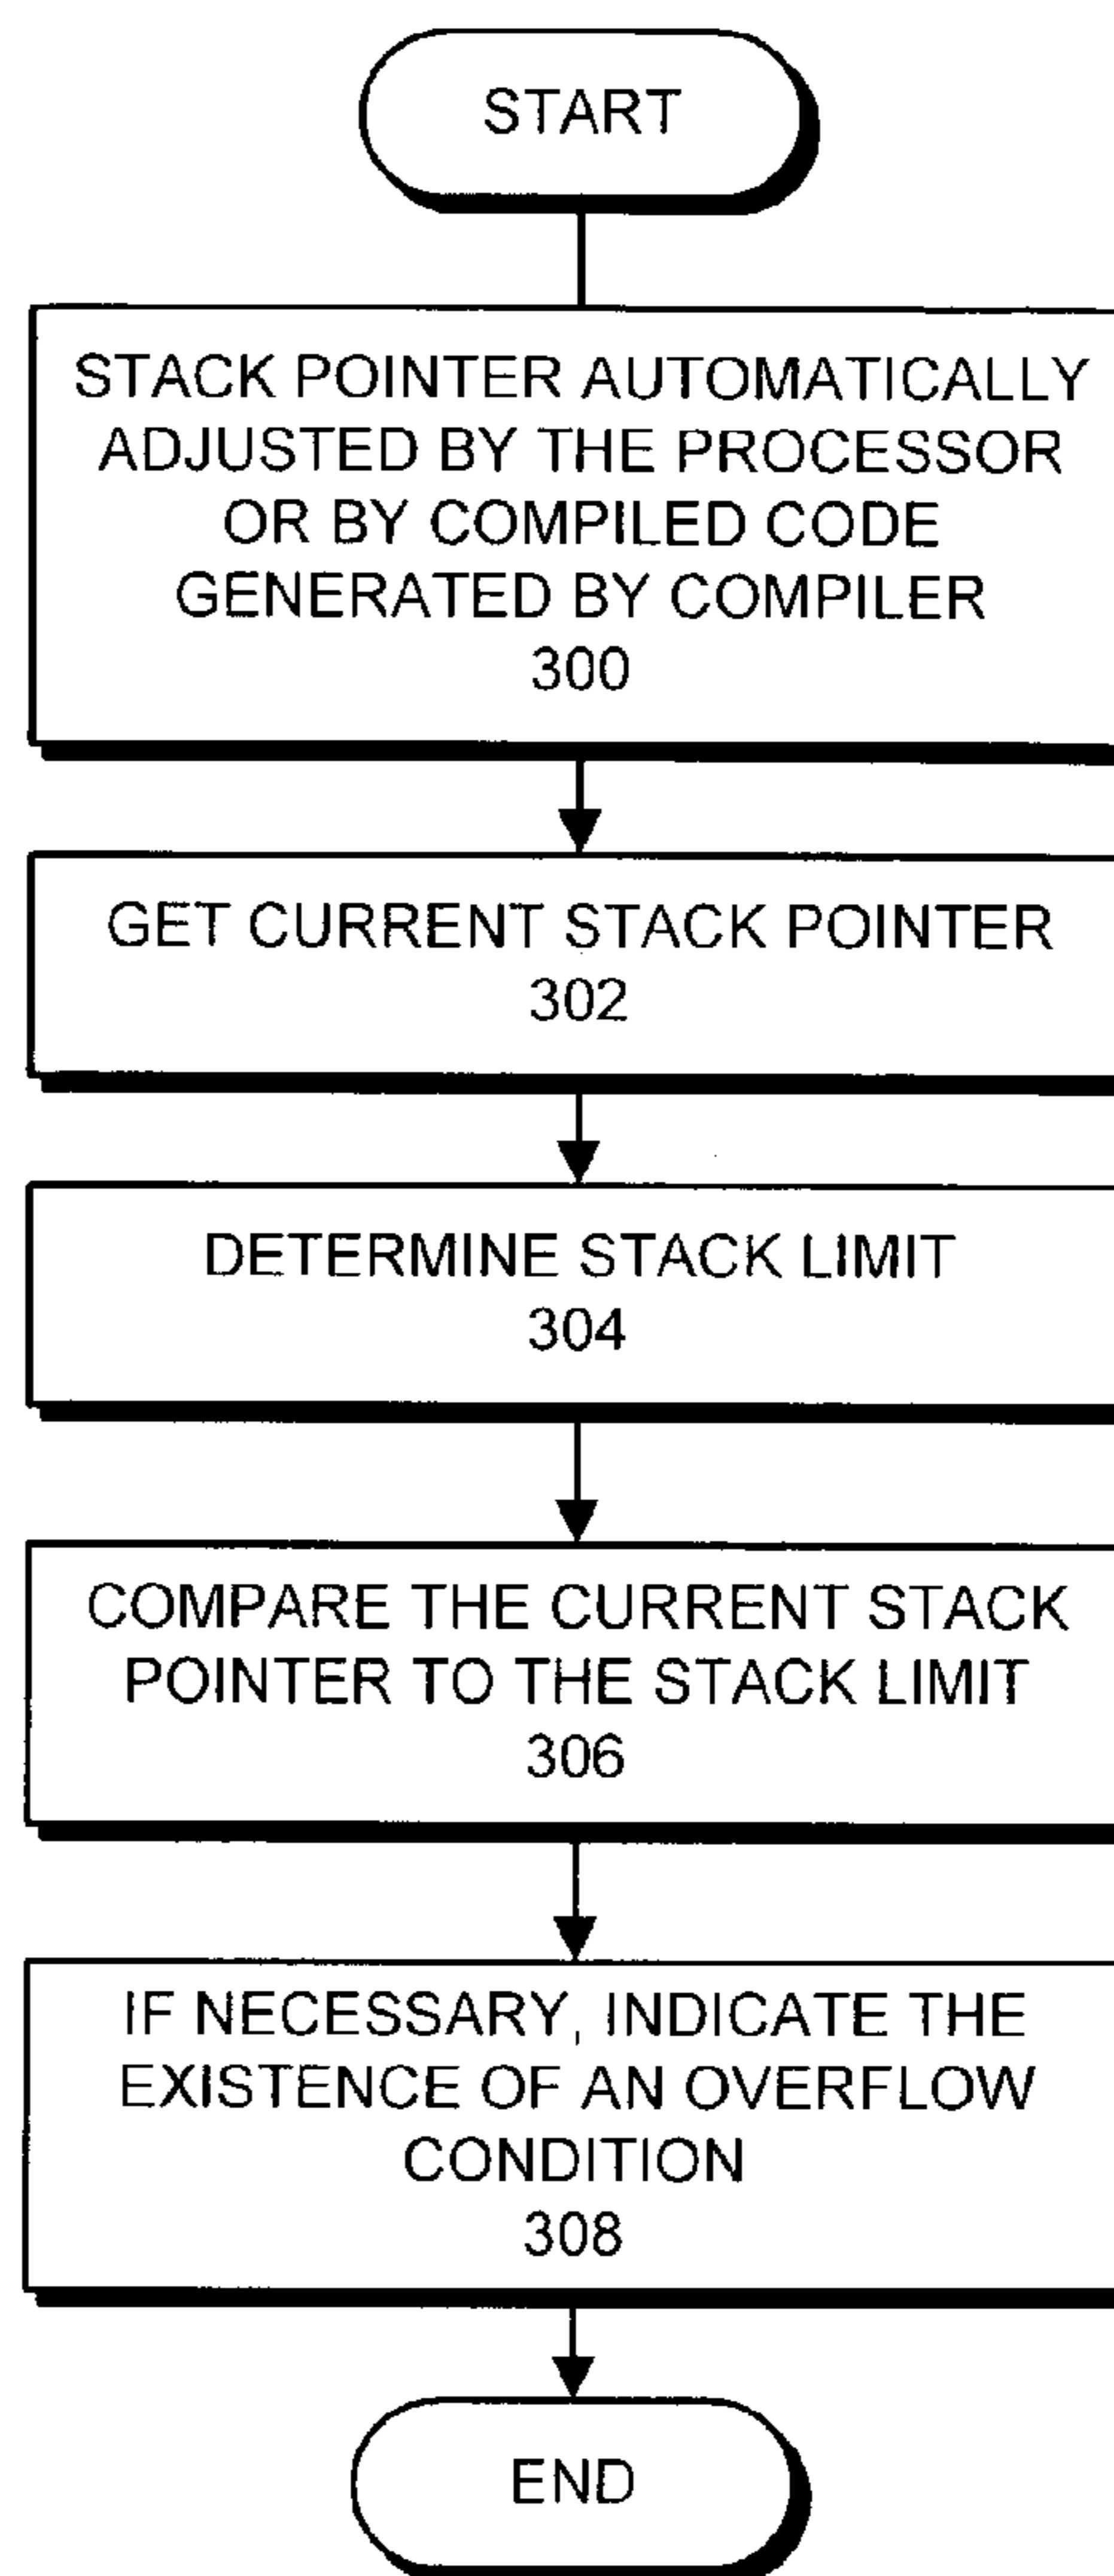 START
STACK POINTER AUTOMATICALLY
ADJUSTED BY THE PROCESSOR
OR BY COMPILED CODE
GENERATED BY COMPILER
300
GET CURRENT STACK POINTER
302
DETERMINE STACK LIMIT
304
COMPARE THE CURRENT STACK
POINTER TO THE STACK LIMIT
306
IF NECESSARY, INDICATE THE
EXISTENCE OF AN OVERFLOW
CONDITION
308
END